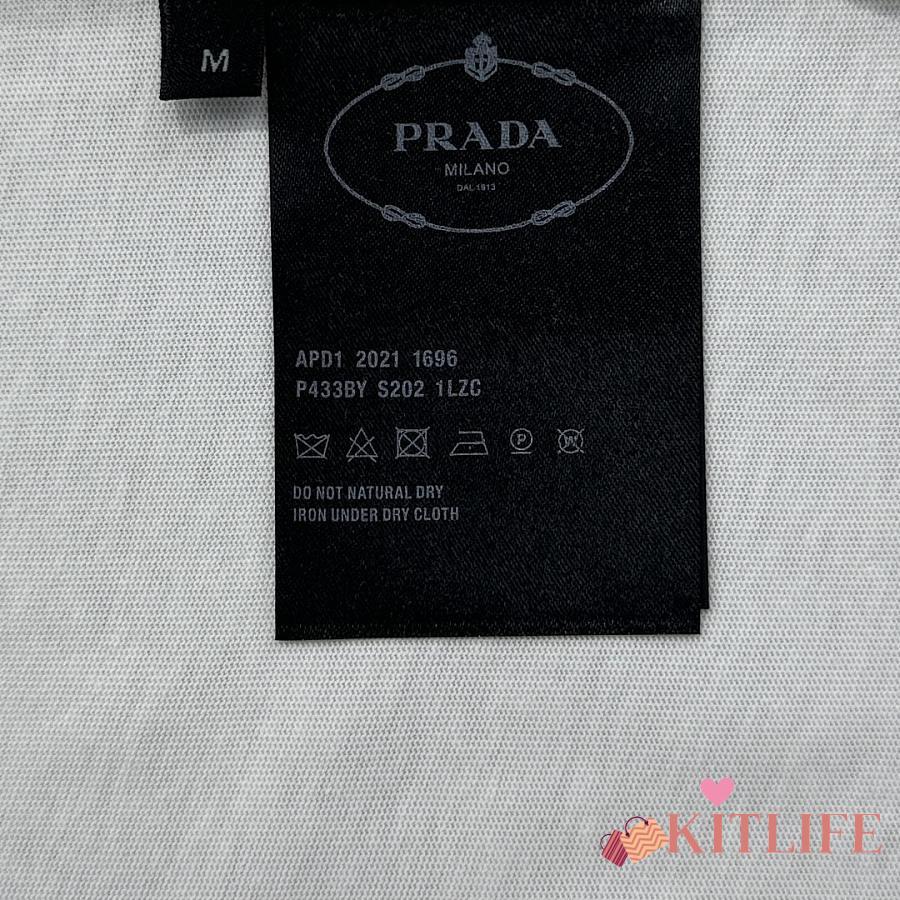 M
PRADA
MILANO
DAL 1913
APD1 2021 1696
P433BY S202 1LZC
P W
DO NOT NATURAL DRY
IRON UNDER DRY CLOTH
KITLIFE